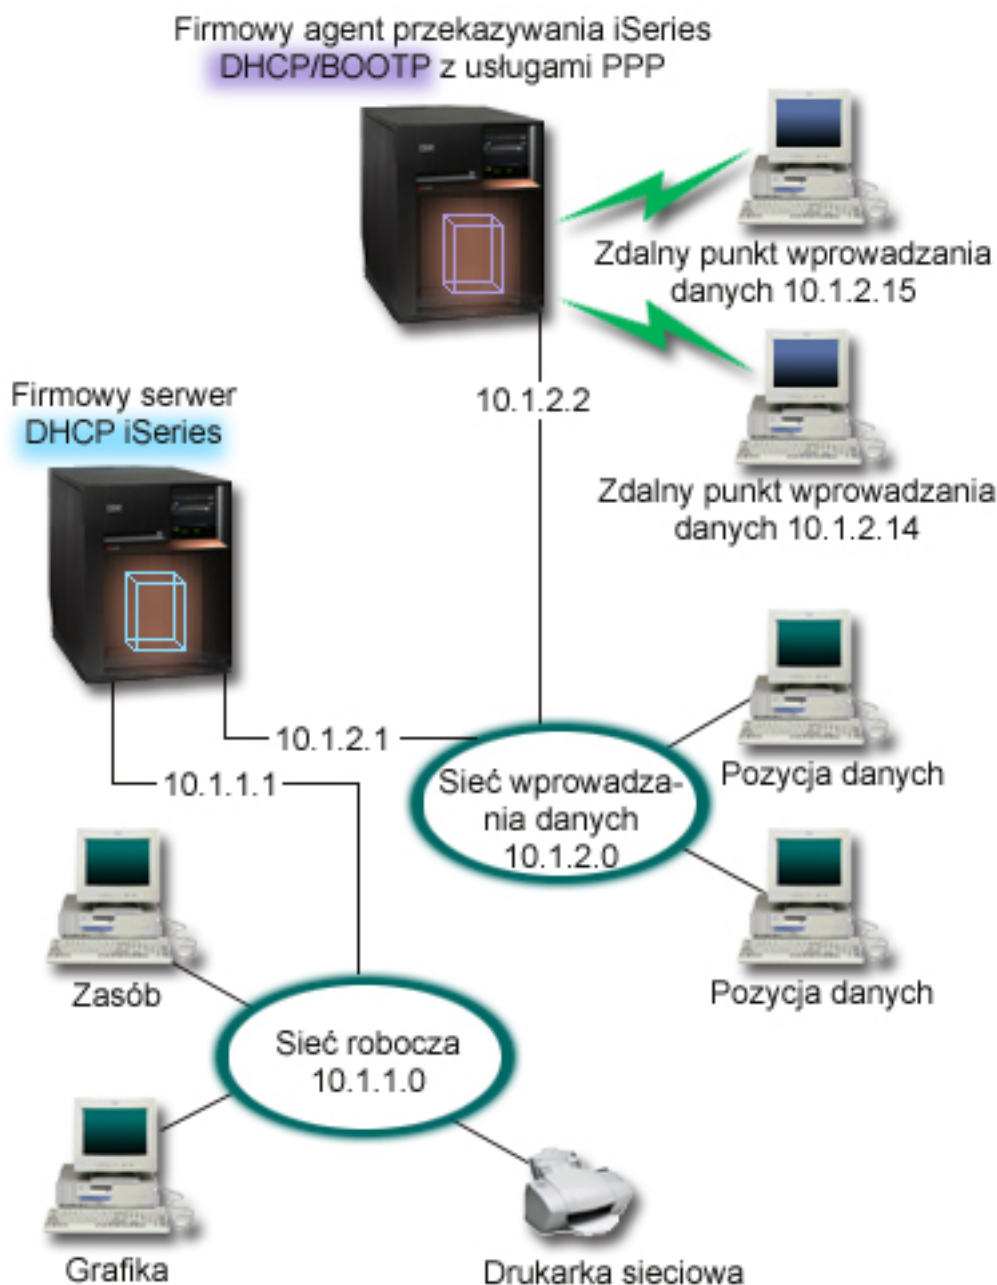 Firmowy agent przekazywania iSeries
DHCP/BOOTP z usługami PPP
IBM
Zdalny punkt wprowadzania
danych 10.1.2.15
10.1.2.2
Zdalny punkt wprowadzania
danych 10.1.2.14
Firmowy serwer
DHCP iSeries
IBM
10.1.2.1
10.1.1.1
Sieć wprowadza-
nia danych
10.1.2.0
Pozycja danych
Pozycja danych
Zasób
Sieć robocza
10.1.1.0
Grafika
Drukarka sieciowa